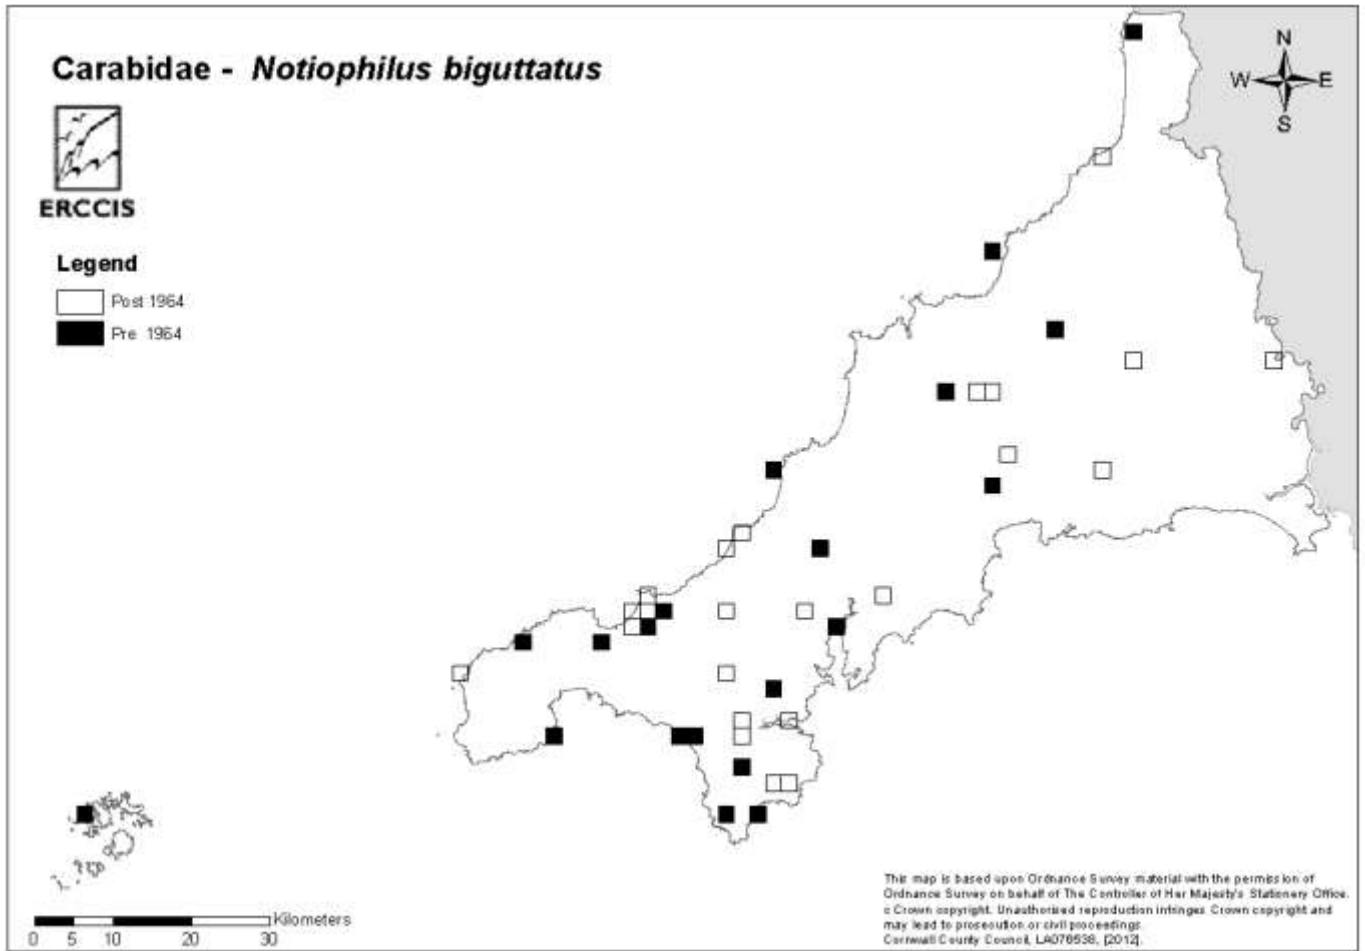 Carabidae - Notiophilus biguttatus
N
W E
S
ERCCIS
Legend
Post 1964
Pre 1964
This map is based upon Ordnance Survey material with the permission of
Ordnance Survey on behalf of The Controller of Her Majesty's Stationery Office.
c Crown copyright. Unauthorised reproduction infringes Crown copyright and
may lead to prosecution or civil proceedings.
Cornwall County Council, LA076538, [2012].
Kilometers
0 5 10 20 30